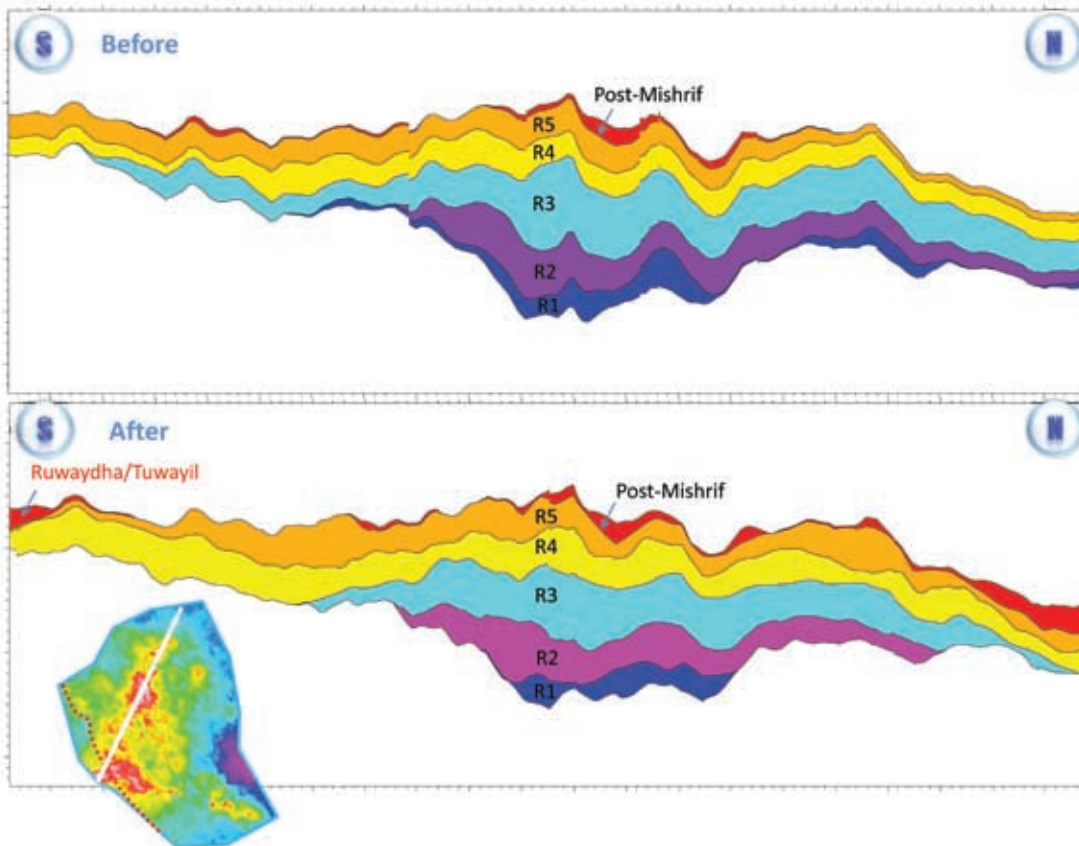 S
Before
N
Post-Mishrif
R5
R4
R3
R2
R1
S
After
N
Ruwaydha/Tuwayil
Post-Mishrif
R5
R4
R3
R2
R1